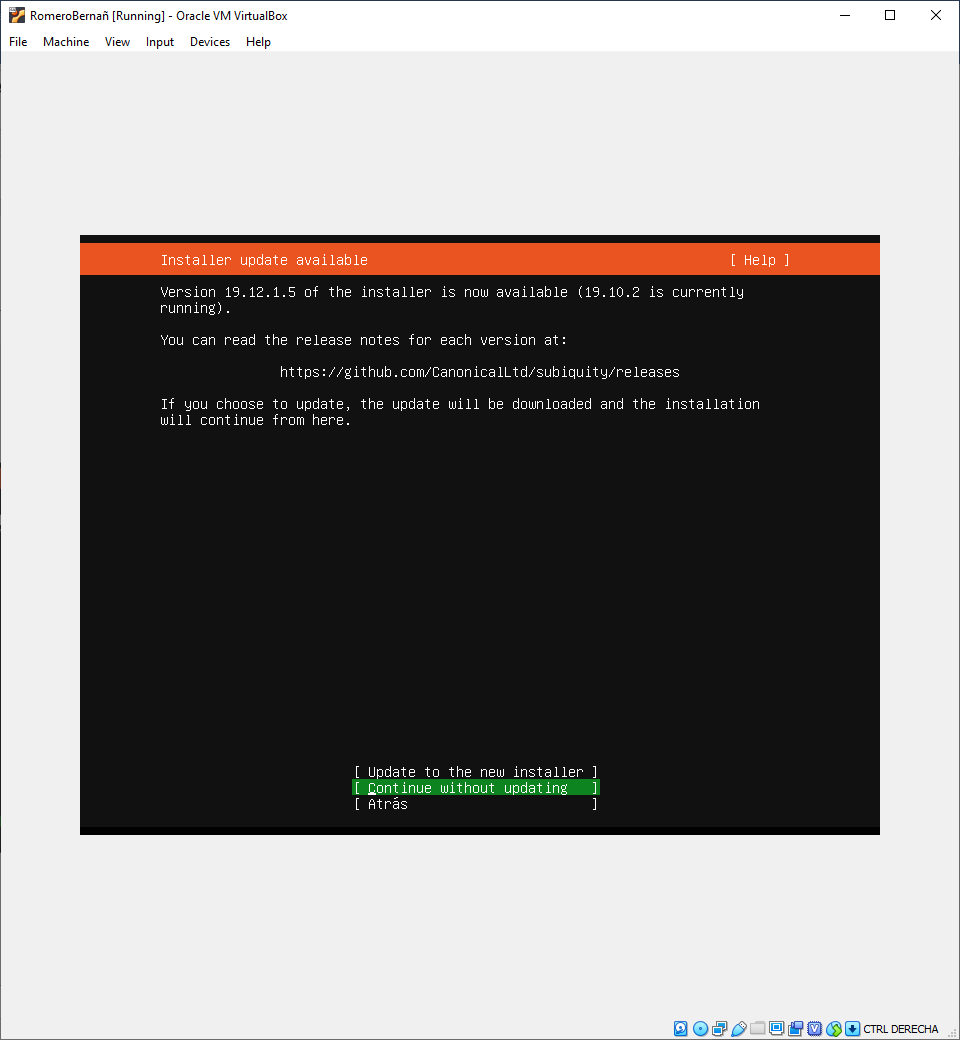 RomeroBernañ [Running] - Oracle VM VirtualBox
File Machine View Input Devices Help
Installer update available [ Help ]
Version 19.12.1.5 of the installer is now available (19.10.2 is currently
running).
You can read the release notes for each version at:
https://github.com/CanonicalLtd/subiquity/releases
If you choose to update, the update will be downloaded and the installation
will continue from here.
[ Update to the new installer ]
[ Continue without updating ]
[ Atrás ]
CTRL DERECHA